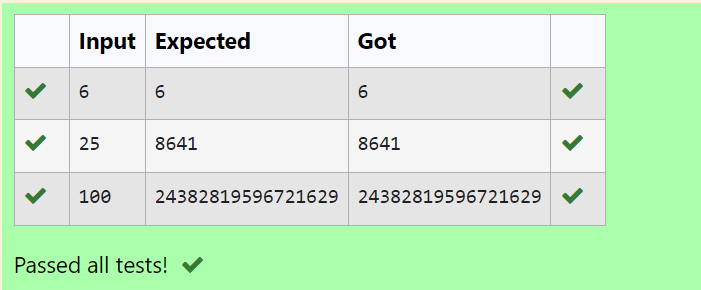 Input Expected Got
6 6 6
25 8641 8641
100 24382819596721629 24382819596721629
Passed all tests!